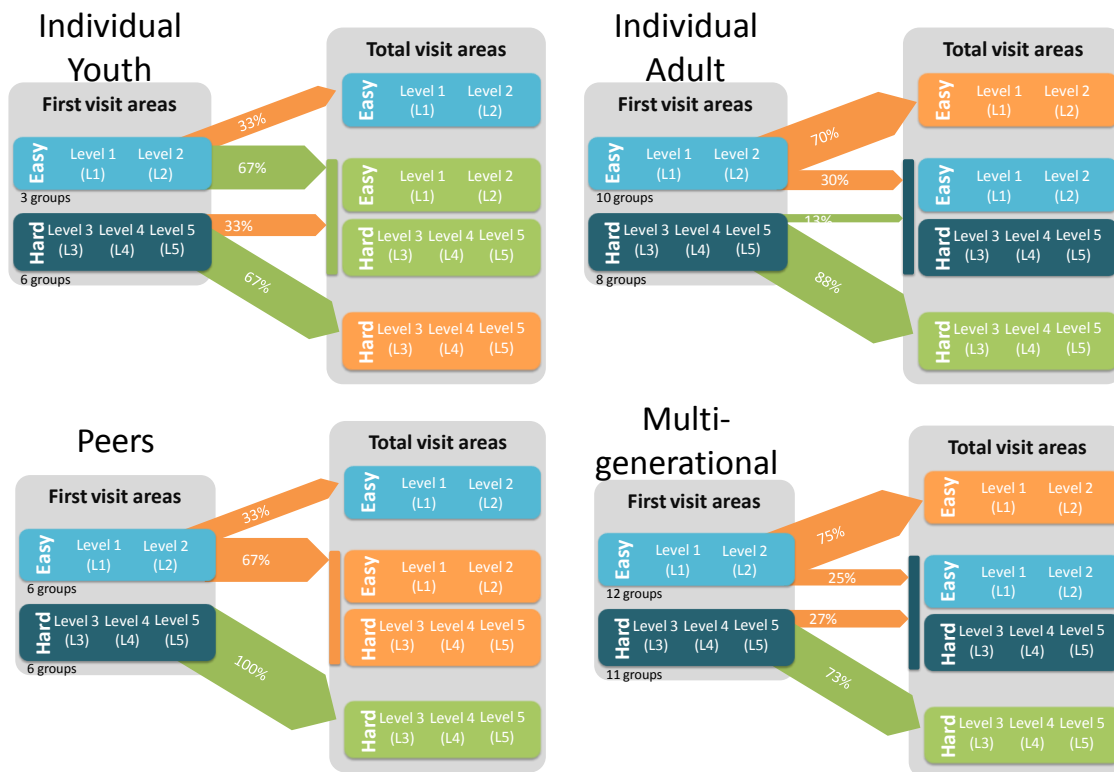 Individual
Youth
First visit areas
Easy
Level 1 Level 2
(L1) (L2)
3 groups
Hard
Level 3 Level 4 Level 5
(L3) (L4) (L5)
6 groups
33%
67%
33%
67%
Total visit areas
Easy
Level 1 Level 2
(L1) (L2)
Easy
Level 1 Level 2
(L1) (L2)
Hard
Level 3 Level 4 Level 5
(L3) (L4) (L5)
Hard
Level 3 Level 4 Level 5
(L3) (L4) (L5)
Individual
Adult
First visit areas
Easy
Level 1 Level 2
(L1) (L2)
10 groups
Hard
Level 3 Level 4 Level 5
(L3) (L4) (L5)
8 groups
70%
30%
13%
88%
Total visit areas
Easy
Level 1 Level 2
(L1) (L2)
Easy
Level 1 Level 2
(L1) (L2)
Hard
Level 3 Level 4 Level 5
(L3) (L4) (L5)
Hard
Level 3 Level 4 Level 5
(L3) (L4) (L5)
Peers
First visit areas
Easy
Level 1 Level 2
(L1) (L2)
6 groups
Hard
Level 3 Level 4 Level 5
(L3) (L4) (L5)
6 groups
33%
67%
100%
Total visit areas
Easy
Level 1 Level 2
(L1) (L2)
Easy
Level 1 Level 2
(L1) (L2)
Hard
Level 3 Level 4 Level 5
(L3) (L4) (L5)
Hard
Level 3 Level 4 Level 5
(L3) (L4) (L5)
Multi-
generational
First visit areas
Easy
Level 1 Level 2
(L1) (L2)
12 groups
Hard
Level 3 Level 4 Level 5
(L3) (L4) (L5)
11 groups
75%
25%
27%
73%
Total visit areas
Easy
Level 1 Level 2
(L1) (L2)
Easy
Level 1 Level 2
(L1) (L2)
Hard
Level 3 Level 4 Level 5
(L3) (L4) (L5)
Hard
Level 3 Level 4 Level 5
(L3) (L4) (L5)